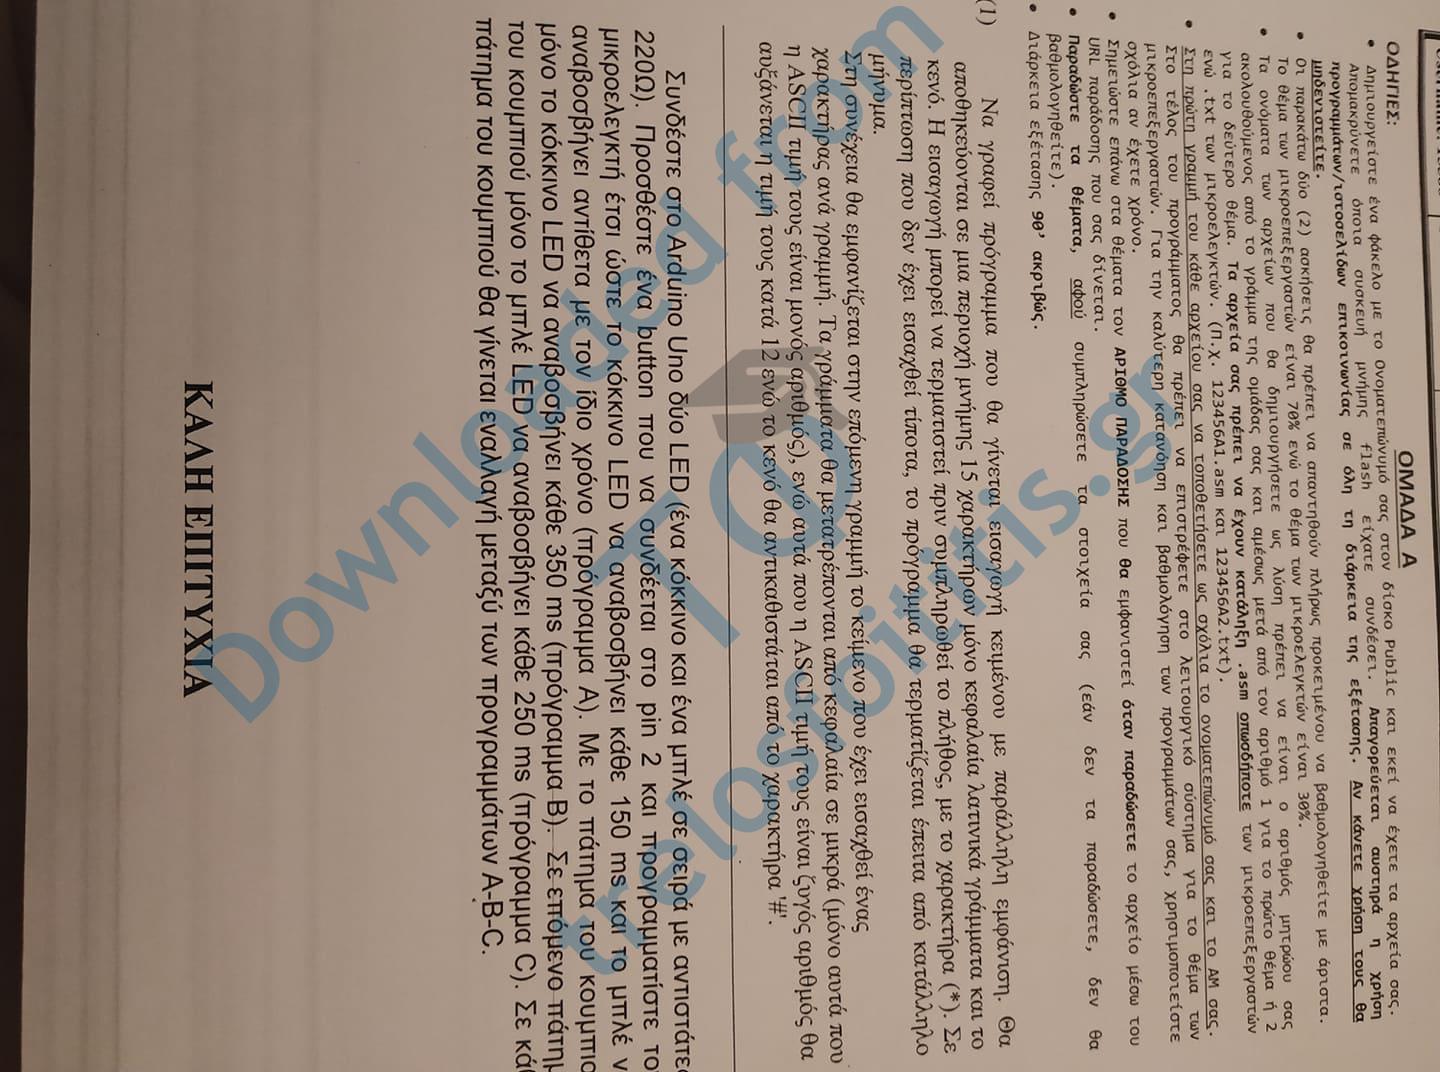 ΟΜΑΔΑ Α
ΟΔΗΓΙΕΣ:
• Δημιουργείστε ένα φάκελο με το Ονοματεπώνυμό σας στον δίσκο Public και εκεί να έχετε τα αρχεία σας.
Απομακρύνετε όποια συσκευή μνήμης flash είχατε συνδέσει. Απαγορεύεται αυστηρά η χρήση
προγραμμάτων/ιστοσελίδων επικοινωνίας σε όλη τη διάρκεια της εξέτασης. Αν κάνετε χρήση τους θα
μηδενιστείτε.
• Οι παρακάτω δύο (2) ασκήσεις θα πρέπει να απαντηθούν πλήρως προκειμένου να βαθμολογηθείτε με άριστα.
Το θέμα των μικροεπεξεργαστών είναι 70% ενώ το θέμα των μικροελεγκτών είναι 30%.
• Τα ονόματα των αρχείων που θα δημιουργήσετε ως λύση πρέπει να είναι ο αριθμός μητρώου σας
ακολουθούμενος από το γράμμα της ομάδας σας και αμέσως μετά από τον αριθμό 1 για το πρώτο θέμα ή 2
για το δεύτερο θέμα. Τα αρχεία σας πρέπει να έχουν κατάληξη .asm οπωσδήποτε των μικροεπεξεργαστών
ενώ .txt των μικροελεγκτών. (Π.χ. 123456A1.asm και 123456A2.txt).
• Στη πρώτη γραμμή του κάθε αρχείου σας να τοποθετήσετε ως σχόλια το ονοματεπώνυμό σας και το ΑΜ σας.
Στο τέλος του προγράμματος θα πρέπει να επιστρέφετε στο λειτουργικό σύστημα για το θέμα των
μικροεπεξεργαστών. Για την καλύτερη κατανόηση και βαθμολόγηση των προγραμμάτων σας, χρησιμοποιείστε
σχόλια αν έχετε χρόνο.
• Σημειώστε επάνω στα θέματα τον ΑΡΙΘΜΟ ΠΑΡΑΔΟΣΗΣ που θα εμφανιστεί όταν παραδώσετε το αρχείο μέσω του
URL παράδοσης που σας δίνεται.
• Παραδώστε τα θέματα, αφού συμπληρώσετε τα στοιχεία σας (εάν δεν τα παραδώσετε, δεν θα
βαθμολογηθείτε).
• Διάρκεια εξέτασης 90’ ακριβώς.
(1) Να γραφεί πρόγραμμα που θα γίνεται εισαγωγή κειμένου με παράλληλη εμφάνιση. Θα
αποθηκεύονται σε μια περιοχή μνήμης 15 χαρακτήρων μόνο κεφαλαία λατινικά γράμματα και το
κενό. Η εισαγωγή μπορεί να τερματιστεί πριν συμπληρωθεί το πλήθος, με το χαρακτήρα (*). Σε
περίπτωση που δεν έχει εισαχθεί τίποτα, το πρόγραμμα θα τερματίζεται έπειτα από κατάλληλο
μήνυμα.
Στη συνέχεια θα εμφανίζεται στην επόμενη γραμμή το κείμενο που έχει εισαχθεί ένας
χαρακτήρας ανά γραμμή. Τα γράμματα θα μετατρέπονται από κεφαλαία σε μικρά (μόνο αυτά που
η ASCII τιμή τους είναι μονός αριθμός), ενώ αυτά που η ASCII τιμή τους είναι ζυγός αριθμός θα
αυξάνεται η τιμή τους κατά 12 ενώ το κενό θα αντικαθιστάται από το χαρακτήρα '#'.
Συνδέστε στο Arduino Uno δύο LED (ένα κόκκινο και ένα μπλέ σε σειρά με αντιστάτες
220Ω). Προσθέστε ένα button που να συνδέεται στο pin 2 και προγραμματίστε το
μικροελεγκτή έτσι ώστε το κόκκινο LED να αναβοσβήνει κάθε 150 ms και το μπλέ ν
αναβοσβήνει αντίθετα με τον ίδιο χρόνο (πρόγραμμα Α). Με το πάτημα του κουμπιο
μόνο το κόκκινο LED να αναβοσβήνει κάθε 350 ms (πρόγραμμα Β). Σε επόμενο πάτημ
του κουμπιού μόνο το μπλέ LED να αναβοσβήνει κάθε 250 ms (πρόγραμμα C). Σε κάθ
πάτημα του κουμπιού θα γίνεται εναλλαγή μεταξύ των προγραμμάτων Α-Β-C.
ΚΑΛΗ ΕΠΙΤΥΧΙΑ